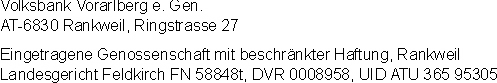 Volksbank Vorarlberg e. Gen.
AT-6830 Rankweil, Ringstrasse 27
Eingetragene Genossenschaft mit beschränkter Haftung, Rankweil
Landesgericht Feldkirch FN 58848t, DVR 0008958, UID ATU 365 95305